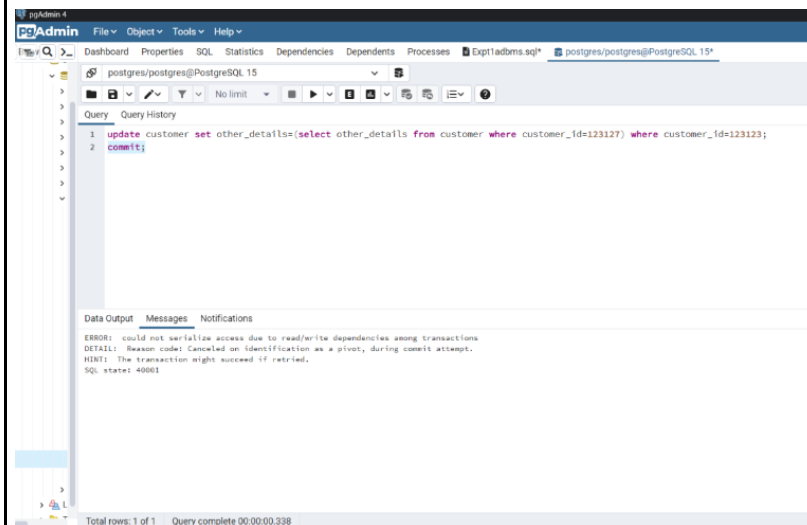 pgAdmin 4
pgAdmin File Object Tools Help
Dashboard Properties SQL Statistics Dependencies Dependents Processes Expt1adbms.sql* postgres/postgres@PostgreSQL 15*
postgres/postgres@PostgreSQL 15
No limit
Query Query History
1 update customer set other_details=(select other_details from customer where customer_id=123127) where customer_id=123123;
2 commit;
Data Output Messages Notifications
ERROR: could not serialize access due to read/write dependencies among transactions
DETAIL: Reason code: Canceled on identification as a pivot, during commit attempt.
HINT: The transaction might succeed if retried.
SQL state: 40001
L
Total rows: 1 of 1 Query complete 00:00:00.338